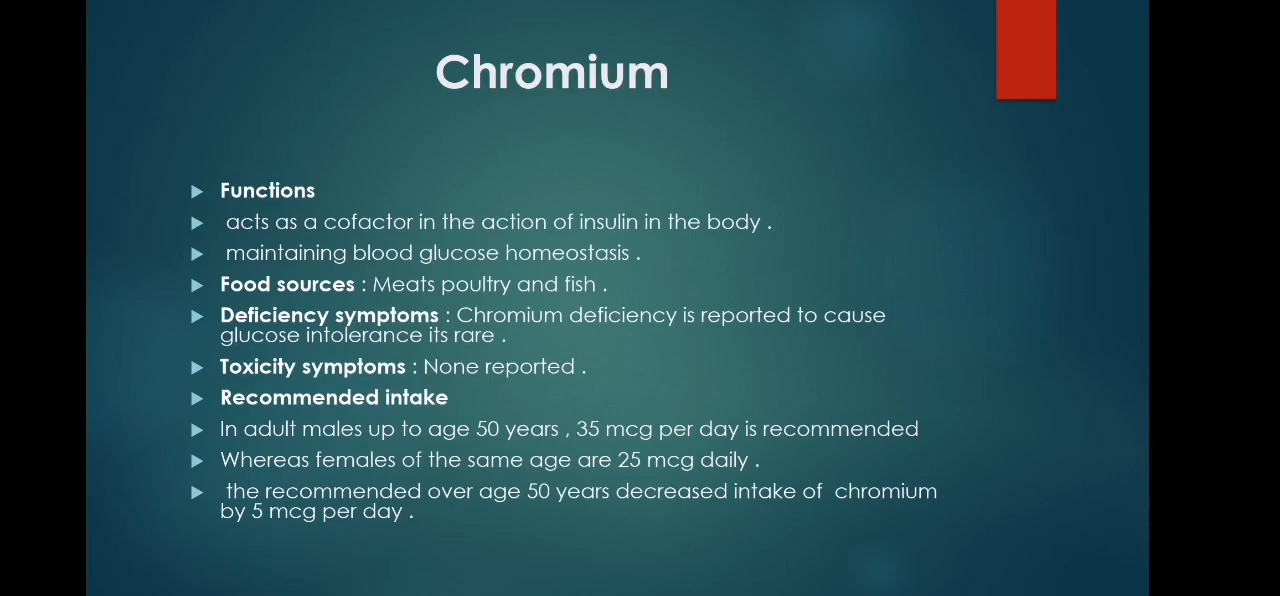 Chromium
Functions
acts as a cofactor in the action of insulin in the body .
maintaining blood glucose homeostasis .
Food sources : Meats poultry and fish .
Deficiency symptoms : Chromium deficiency is reported to cause
glucose intolerance its rare .
Toxicity symptoms : None reported .
Recommended intake
In adult males up to age 50 years , 35 mcg per day is recommended
Whereas females of the same age are 25 mcg daily .
the recommended over age 50 years decreased intake of  chromium
by 5 mcg per day .